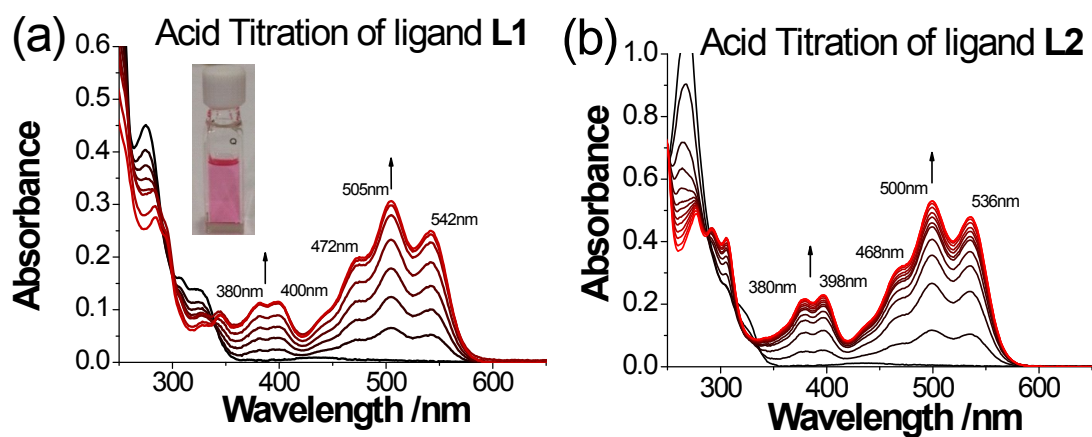 (a) Acid Titration of ligand L1
0.6
0.5
0.4
0.3
0.2
0.1
0.0
Absorbance
505nm
542nm
472nm
380nm
400nm
300 400 500 600
Wavelength /nm
(b) Acid Titration of ligand L2
1.0
0.8
0.6
0.4
0.2
0.0
Absorbance
500nm
536nm
468nm
380nm
398nm
300 400 500 600
Wavelength /nm